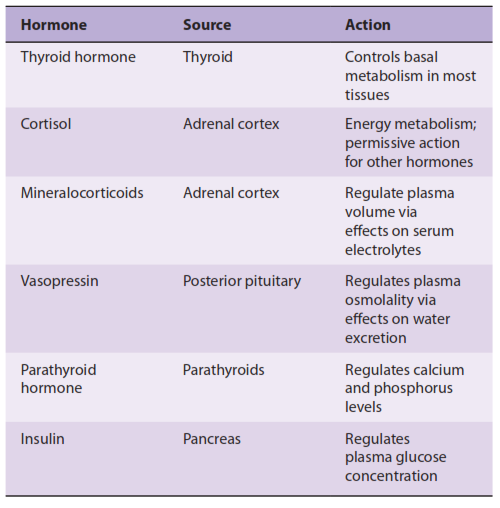 Hormone Source Action
Thyroid hormone Thyroid Controls basal
metabolism in most
tissues
Cortisol Adrenal cortex Energy metabolism;
permissive action
for other hormones
Mineralocorticoids Adrenal cortex Regulate plasma
volume via
effects on serum
electrolytes
Vasopressin Posterior pituitary Regulates plasma
osmolality via
effects on water
excretion
Parathyroid Parathyroids Regulates calcium
hormone and phosphorus
levels
Insulin Pancreas Regulates
plasma glucose
concentration